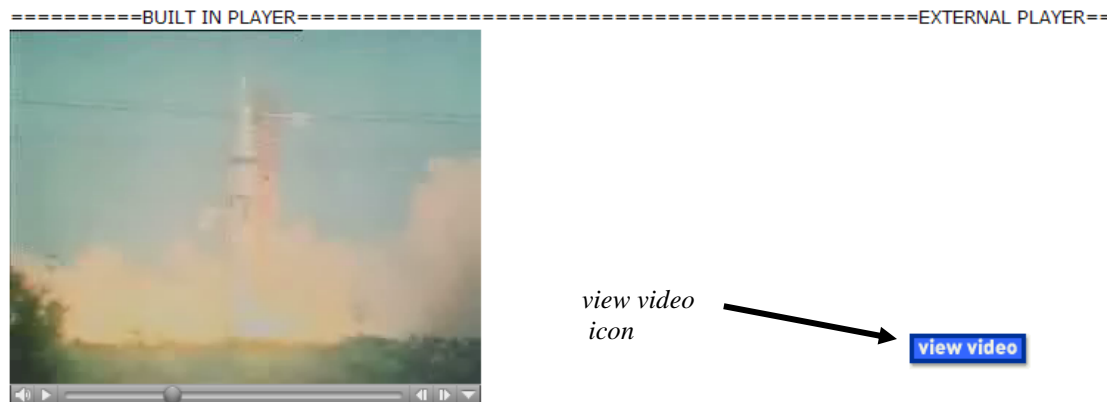 ==========BUILT IN PLAYER===============================================EXTERNAL PLAYER==
view video
icon
view video